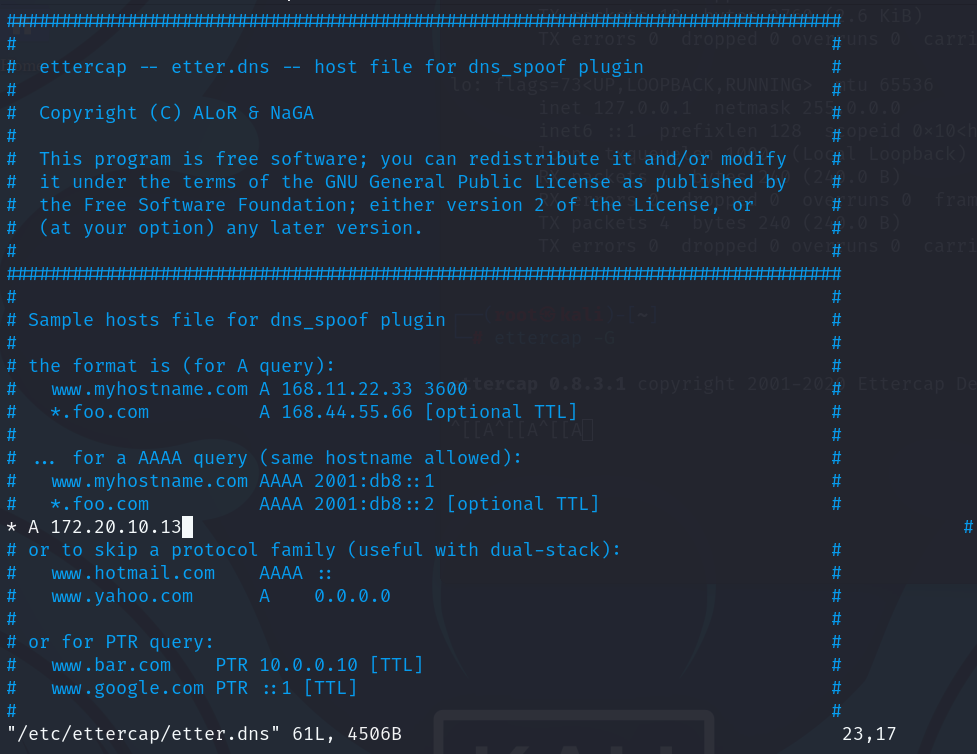 ############################################################################
#                                                                          #
#  ettercap -- etter.dns -- host file for dns_spoof plugin                 #
#                                                                          #
#  Copyright (C) ALoR & NaGA                                               #
#                                                                          #
#  This program is free software; you can redistribute it and/or modify    #
#  it under the terms of the GNU General Public License as published by    #
#  the Free Software Foundation; either version 2 of the License, or       #
#  (at your option) any later version.                                     #
#                                                                          #
############################################################################
#                                                                          #
# Sample hosts file for dns_spoof plugin                                   #
#                                                                          #
# the format is (for A query):                                             #
#   www.myhostname.com A 168.11.22.33 3600                                 #
#   *.foo.com          A 168.44.55.66 [optional TTL]                       #
#                                                                          #
# ... for a AAAA query (same hostname allowed):                            #
#   www.myhostname.com AAAA 2001:db8::1                                    #
#   *.foo.com          AAAA 2001:db8::2 [optional TTL]                     #
* A 172.20.10.13                                                                      #
# or to skip a protocol family (useful with dual-stack):                   #
#   www.hotmail.com    AAAA ::                                             #
#   www.yahoo.com      A    0.0.0.0                                        #
#                                                                          #
# or for PTR query:                                                        #
#   www.bar.com    PTR 10.0.0.10 [TTL]                                     #
#   www.google.com PTR ::1 [TTL]                                           #
#                                                                          #
"/etc/ettercap/etter.dns" 61L, 4506B                                        23,17
TX errors 0 dropped 0 overruns 0 carri
lo: flags=73<UP,LOOPBACK,RUNNING> mtu 65536
inet 127.0.0.1 netmask 255.0.0.0
inet6 ::1 prefixlen 128 scopeid 0×10<h
(Local Loopback)
TX packets 4 bytes 240 (240.0 B)
TX errors 0 dropped 0 overruns 0 carri
ettercap -G
ettercap 0.8.3.1 copyright 2001-2020 Ettercap De
^[[A^[[A^[[A
KALI